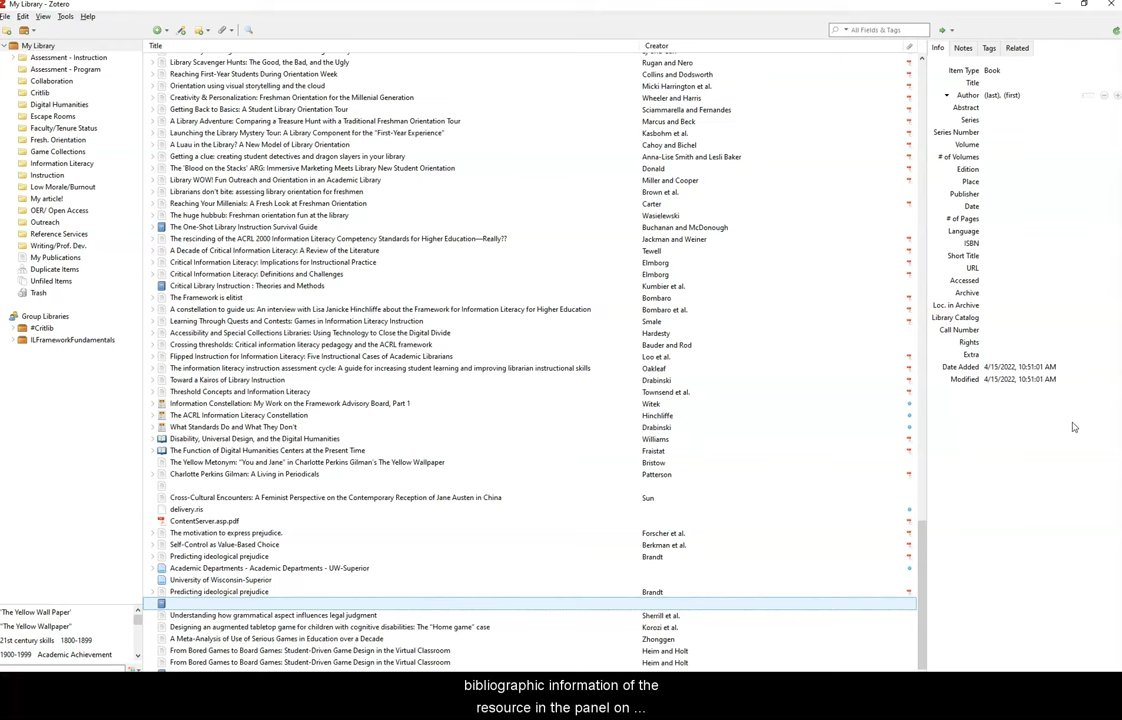 My Library - Zotero
File Edit View Tools Help
All Fields & Tags
My Library
Assessment - Instruction
Assessment - Program
Collaboration
Critlib
Digital Humanities
Escape Rooms
Faculty/Tenure Status
Fresh. Orientation
Game Collections
Information Literacy
Instruction
Low Morale/Burnout
My article!
OER/ Open Access
Outreach
Reference Services
Writing/Prof. Dev.
My Publications
Duplicate Items
Unfiled Items
Trash
Group Libraries
#Critlib
ILFrameworkFundamentals
'The Yellow Wall Paper'
"The Yellow Wallpaper"
21st century skills 1800-1899
1900-1999 Academic Achievement
Title Creator
Library Scavenger Hunts: The Good, the Bad, and the Ugly Rugan and Nero
Reaching First-Year Students During Orientation Week Collins and Dodsworth
Orientation using visual storytelling and the cloud Micki Harrington et al.
Creativity & Personalization: Freshman Orientation for the Millenial Generation Wheeler and Harris
Getting Back to Basics: A Student Library Orientation Tour Sciammarella and Fernandes
A Library Adventure: Comparing a Treasure Hunt with a Traditional Freshman Orientation Tour Marcus and Beck
Launching the Library Mystery Tour: A Library Component for the "First-Year Experience" Kasbohm et al.
A Luau in the Library? A New Model of Library Orientation Cahoy and Bichel
Getting a clue: creating student detectives and dragon slayers in your library Anna-Lise Smith and Lesli Baker
The 'Blood on the Stacks' ARG: Immersive Marketing Meets Library New Student Orientation Donald
Library WOW! Fun Outreach and Orientation in an Academic Library Miller and Cooper
Librarians don't bite: assessing library orientation for freshmen Brown et al.
Reaching Your Millenials: A Fresh Look at Freshman Orientation Carter
The huge hubbub: Freshman orientation fun at the library Wasielewski
The One-Shot Library Instruction Survival Guide Buchanan and McDonough
The rescinding of the ACRL 2000 Information Literacy Competency Standards for Higher Education—Really?? Jackman and Weiner
A Decade of Critical Information Literacy: A Review of the Literature Tewell
Critical Information Literacy: Implications for Instructional Practice Elmborg
Critical Information Literacy: Definitions and Challenges Elmborg
Critical Library Instruction : Theories and Methods Kumbier et al.
The Framework is elitist Bombaro
A constellation to guide us: An interview with Lisa Janicke Hinchliffe about the Framework for Information Literacy for Higher Education Bombaro et al.
Learning Through Quests and Contests: Games in Information Literacy Instruction Smale
Accessibility and Special Collections Libraries: Using Technology to Close the Digital Divide Hardesty
Crossing thresholds: Critical information literacy pedagogy and the ACRL framework Bauder and Rod
Flipped Instruction for Information Literacy: Five Instructional Cases of Academic Librarians Loo et al.
The information literacy instruction assessment cycle: A guide for increasing student learning and improving librarian instructional skills Oakleaf
Toward a Kairos of Library Instruction Drabinski
Threshold Concepts and Information Literacy Townsend et al.
Information Constellation: My Work on the Framework Advisory Board, Part 1 Witek
The ACRL Information Literacy Constellation Hinchliffe
What Standards Do and What They Don't Drabinski
Disability, Universal Design, and the Digital Humanities Williams
The Function of Digital Humanities Centers at the Present Time Fraistat
The Yellow Metonym: "You and Jane" in Charlotte Perkins Gilman's The Yellow Wallpaper Bristow
Charlotte Perkins Gilman: A Living in Periodicals Patterson
Cross-Cultural Encounters: A Feminist Perspective on the Contemporary Reception of Jane Austen in China Sun
delivery.ris
ContentServer.asp.pdf
The motivation to express prejudice. Forscher et al.
Self-Control as Value-Based Choice Berkman et al.
Predicting ideological prejudice Brandt
Academic Departments - Academic Departments - UW-Superior
University of Wisconsin-Superior
Predicting ideological prejudice Brandt
Understanding how grammatical aspect influences legal judgment Sherrill et al.
Designing an augmented tabletop game for children with cognitive disabilities: The "Home game" case Korozi et al.
A Meta-Analysis of Use of Serious Games in Education over a Decade Zhonggen
From Bored Games to Board Games: Student-Driven Game Design in the Virtual Classroom Heim and Holt
From Bored Games to Board Games: Student-Driven Game Design in the Virtual Classroom Heim and Holt
Info Notes Tags Related
Item Type Book
Title
Author (last), (first)
Abstract
Series
Series Number
Volume
# of Volumes
Edition
Place
Publisher
Date
# of Pages
Language
ISBN
Short Title
URL
Accessed
Archive
Loc. in Archive
Library Catalog
Call Number
Rights
Extra
Date Added 4/15/2022, 10:51:01 AM
Modified 4/15/2022, 10:51:01 AM
bibliographic information of the
resource in the panel on ...